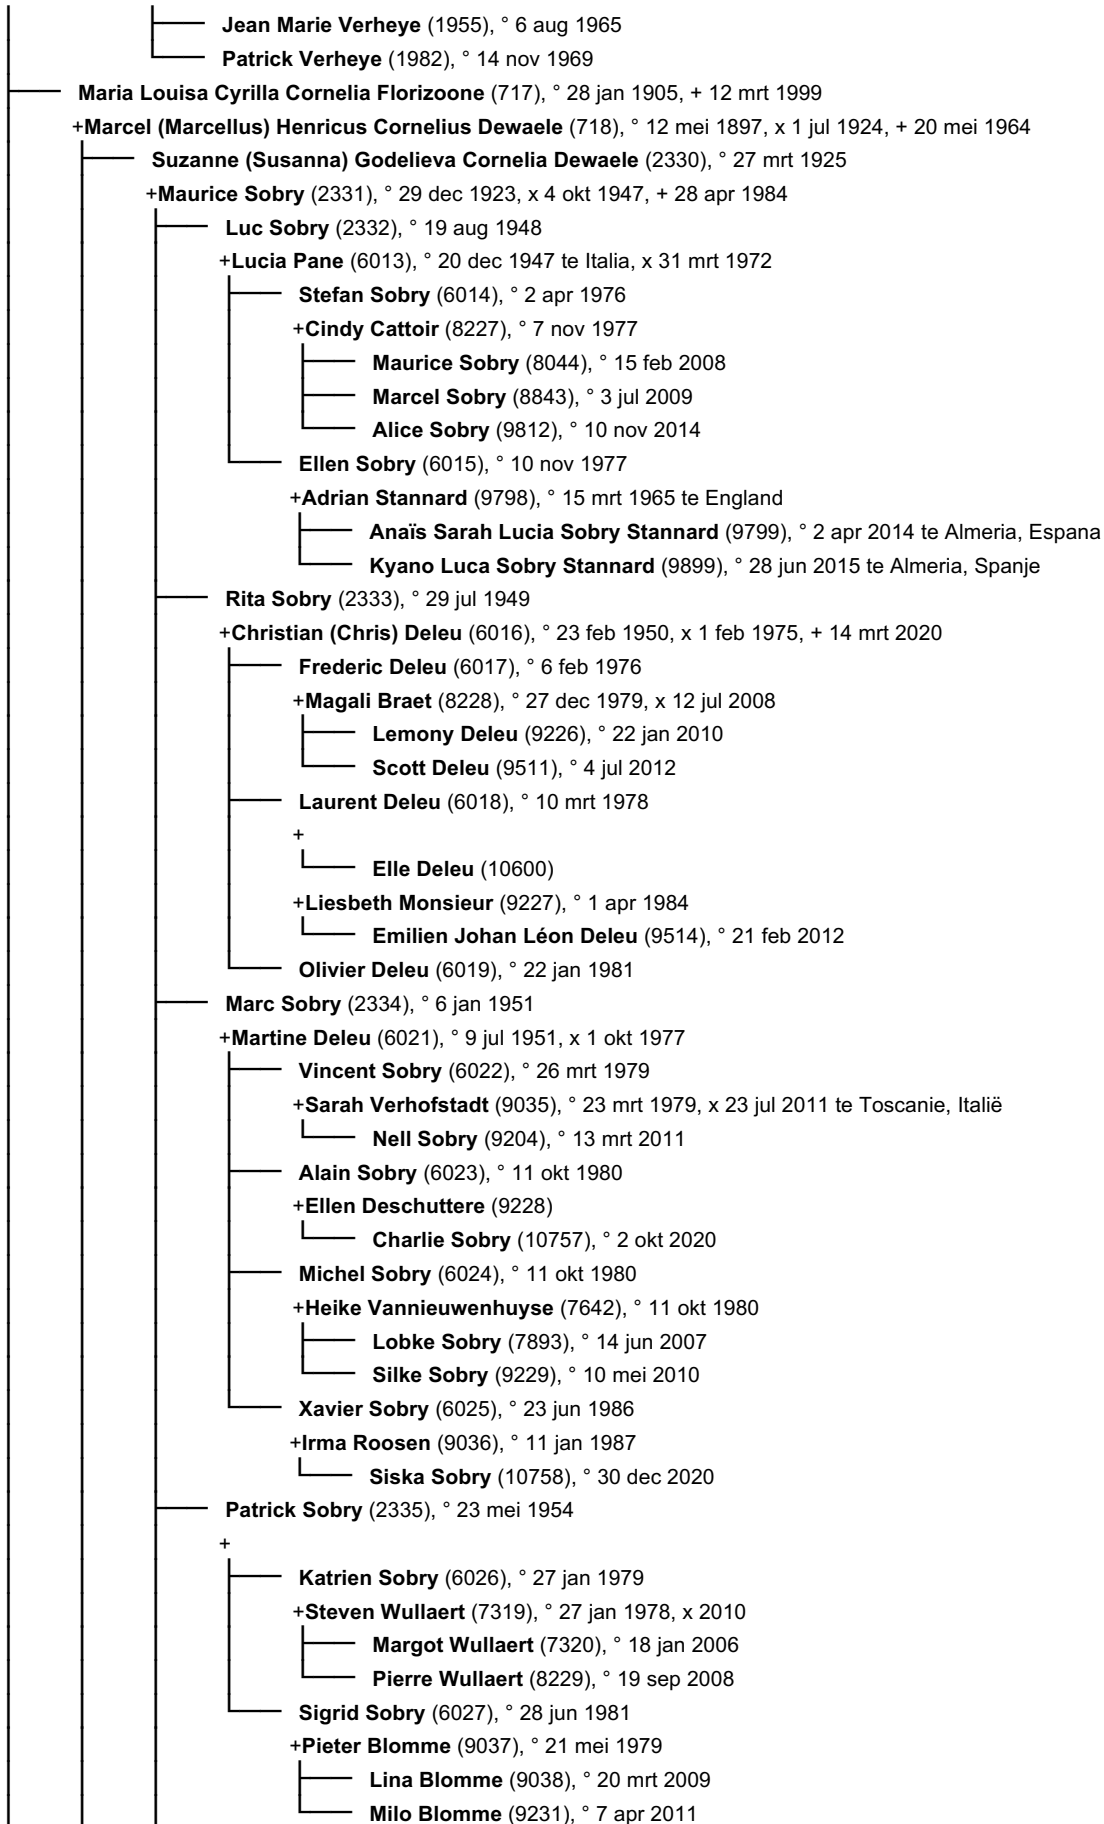 Jean Marie Verheye (1955), ° 6 aug 1965
Patrick Verheye (1982), ° 14 nov 1969
Maria Louisa Cyrilla Cornelia Florizoone (717), ° 28 jan 1905, + 12 mrt 1999
+Marcel (Marcellus) Henricus Cornelius Dewaele (718), ° 12 mei 1897, x 1 jul 1924, + 20 mei 1964
Suzanne (Susanna) Godelieva Cornelia Dewaele (2330), ° 27 mrt 1925
+Maurice Sobry (2331), ° 29 dec 1923, x 4 okt 1947, + 28 apr 1984
Luc Sobry (2332), ° 19 aug 1948
+Lucia Pane (6013), ° 20 dec 1947 te Italia, x 31 mrt 1972
Stefan Sobry (6014), ° 2 apr 1976
+Cindy Cattoir (8227), ° 7 nov 1977
Maurice Sobry (8044), ° 15 feb 2008
Marcel Sobry (8843), ° 3 jul 2009
Alice Sobry (9812), ° 10 nov 2014
Ellen Sobry (6015), ° 10 nov 1977
+Adrian Stannard (9798), ° 15 mrt 1965 te England
Anaïs Sarah Lucia Sobry Stannard (9799), ° 2 apr 2014 te Almeria, Espana
Kyano Luca Sobry Stannard (9899), ° 28 jun 2015 te Almeria, Spanje
Rita Sobry (2333), ° 29 jul 1949
+Christian (Chris) Deleu (6016), ° 23 feb 1950, x 1 feb 1975, + 14 mrt 2020
Frederic Deleu (6017), ° 6 feb 1976
+Magali Braet (8228), ° 27 dec 1979, x 12 jul 2008
Lemony Deleu (9226), ° 22 jan 2010
Scott Deleu (9511), ° 4 jul 2012
Laurent Deleu (6018), ° 10 mrt 1978
+
Elle Deleu (10600)
+Liesbeth Monsieur (9227), ° 1 apr 1984
Emilien Johan Léon Deleu (9514), ° 21 feb 2012
Olivier Deleu (6019), ° 22 jan 1981
Marc Sobry (2334), ° 6 jan 1951
+Martine Deleu (6021), ° 9 jul 1951, x 1 okt 1977
Vincent Sobry (6022), ° 26 mrt 1979
+Sarah Verhofstadt (9035), ° 23 mrt 1979, x 23 jul 2011 te Toscanie, Italië
Nell Sobry (9204), ° 13 mrt 2011
Alain Sobry (6023), ° 11 okt 1980
+Ellen Deschuttere (9228)
Charlie Sobry (10757), ° 2 okt 2020
Michel Sobry (6024), ° 11 okt 1980
+Heike Vannieuwenhuyse (7642), ° 11 okt 1980
Lobke Sobry (7893), ° 14 jun 2007
Silke Sobry (9229), ° 10 mei 2010
Xavier Sobry (6025), ° 23 jun 1986
+Irma Roosen (9036), ° 11 jan 1987
Siska Sobry (10758), ° 30 dec 2020
Patrick Sobry (2335), ° 23 mei 1954
+
Katrien Sobry (6026), ° 27 jan 1979
+Steven Wullaert (7319), ° 27 jan 1978, x 2010
Margot Wullaert (7320), ° 18 jan 2006
Pierre Wullaert (8229), ° 19 sep 2008
Sigrid Sobry (6027), ° 28 jun 1981
+Pieter Blomme (9037), ° 21 mei 1979
Lina Blomme (9038), ° 20 mrt 2009
Milo Blomme (9231), ° 7 apr 2011